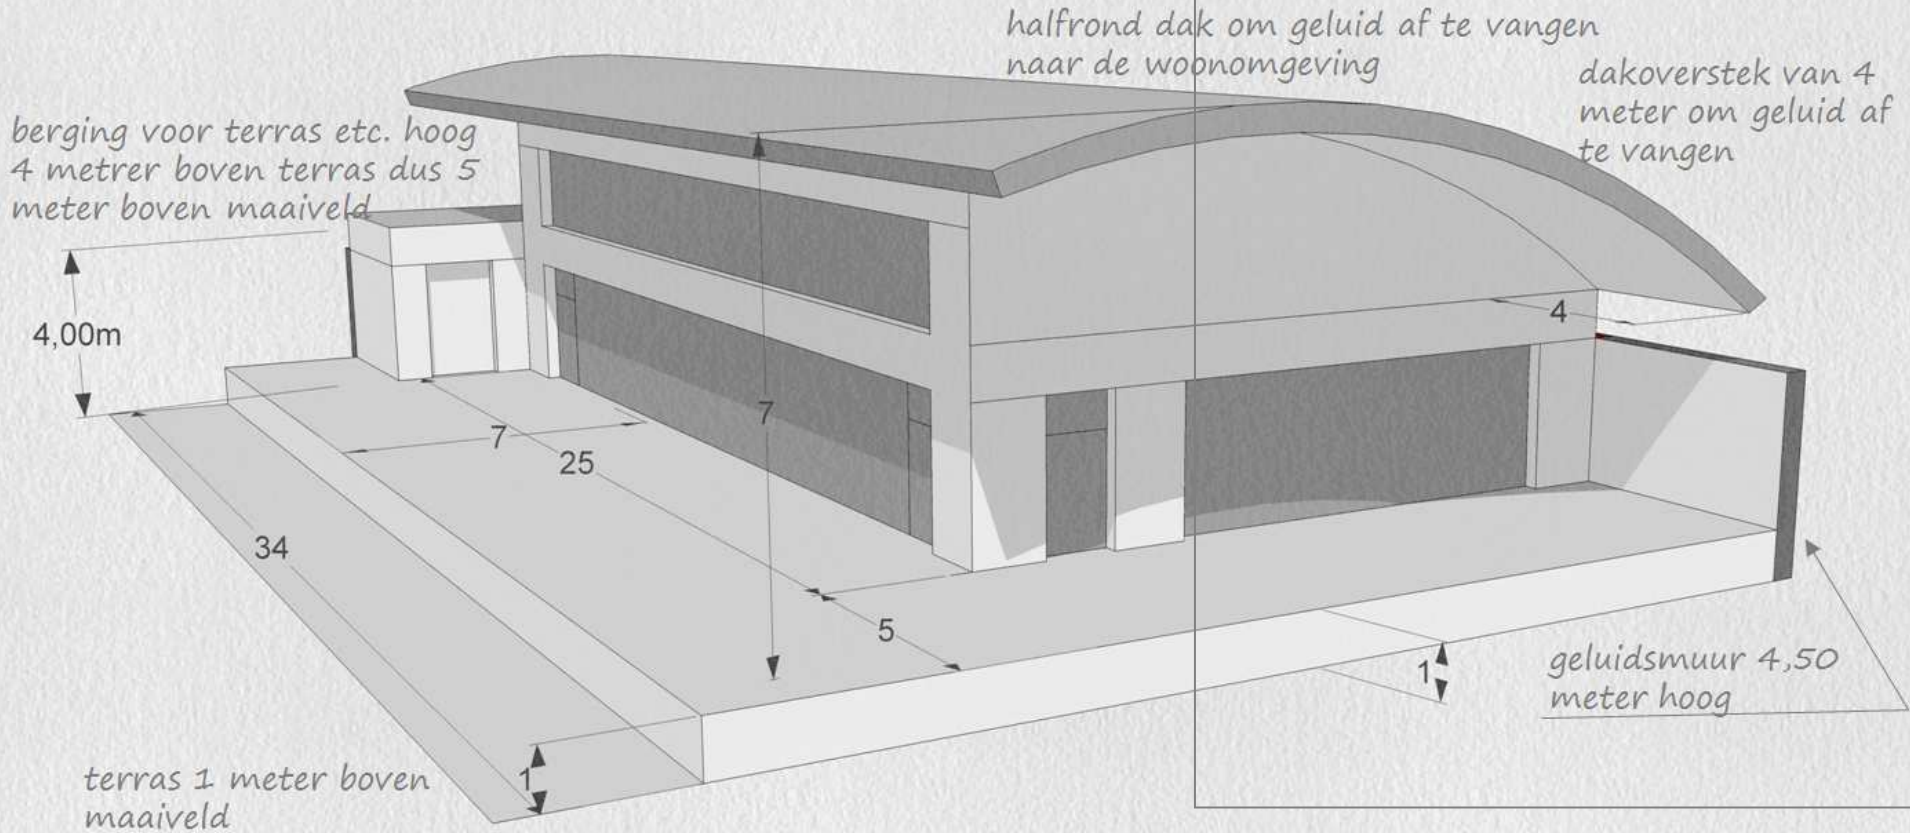 halfrond dak om geluid af te vangen
naar de woonomgeving
dakoverstek van 4
meter om geluid af
te vangen
berging voor terras etc. hoog
4 metrer boven terras dus 5
meter boven maaiveld
4,00m
4
7
7
25
34
5
1
geluidsmuur 4,50
meter hoog
1
terras 1 meter boven
maaiveld